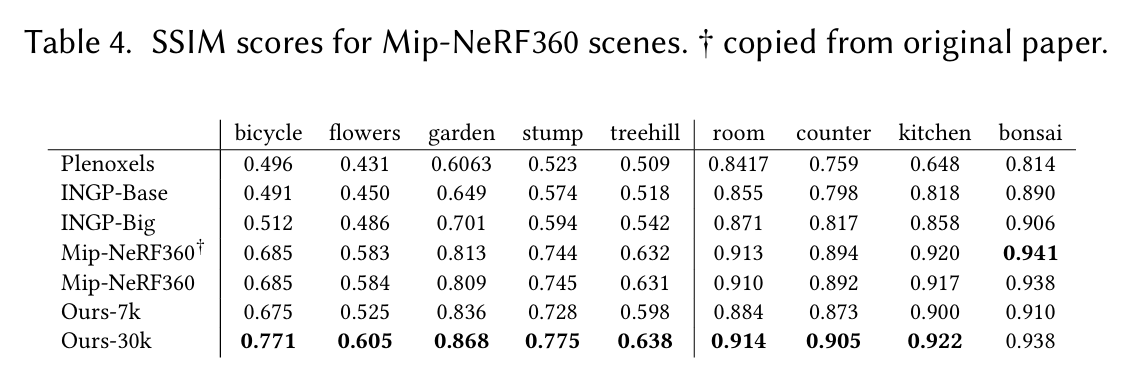 Table 4. SSIM scores for Mip-NeRF360 scenes. † copied from original paper.
bicycle flowers garden stump treehill room counter kitchen bonsai
Plenoxels 0.496 0.431 0.6063 0.523 0.509 0.8417 0.759 0.648 0.814
INGP-Base 0.491 0.450 0.649 0.574 0.518 0.855 0.798 0.818 0.890
INGP-Big 0.512 0.486 0.701 0.594 0.542 0.871 0.817 0.858 0.906
Mip-NeRF360† 0.685 0.583 0.813 0.744 0.632 0.913 0.894 0.920 0.941
Mip-NeRF360 0.685 0.584 0.809 0.745 0.631 0.910 0.892 0.917 0.938
Ours-7k 0.675 0.525 0.836 0.728 0.598 0.884 0.873 0.900 0.910
Ours-30k 0.771 0.605 0.868 0.775 0.638 0.914 0.905 0.922 0.938